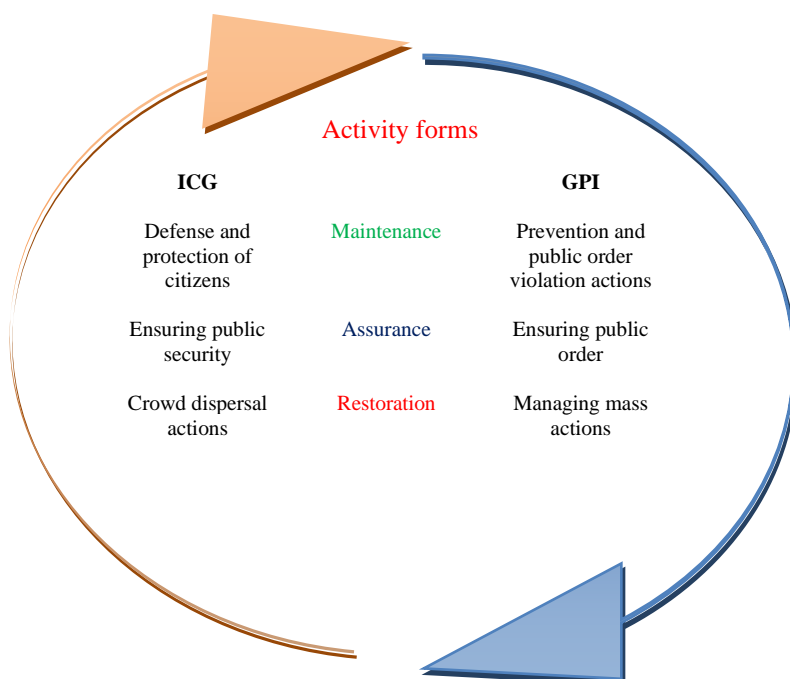 Activity forms
ICG
GPI
Defense and
protection of
citizens
Maintenance
Prevention and
public order
violation actions
Ensuring public
security
Assurance
Ensuring public
order
Crowd dispersal
actions
Restoration
Managing mass
actions